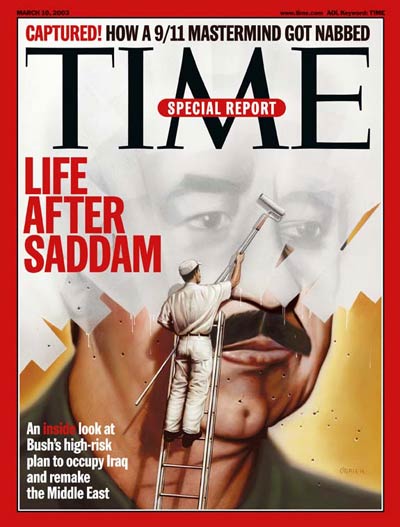 MARCH 10, 2003
www.time.com AOL Keyword: TIME
CAPTURED! HOW A 9/11 MASTERMIND GOT NABBED
TIME
SPECIAL REPORT
LIFE
AFTER
SADDAM
An inside look at
Bush's high-risk
plan to occupy Iraq
and remake
the Middle East
OBRIEN